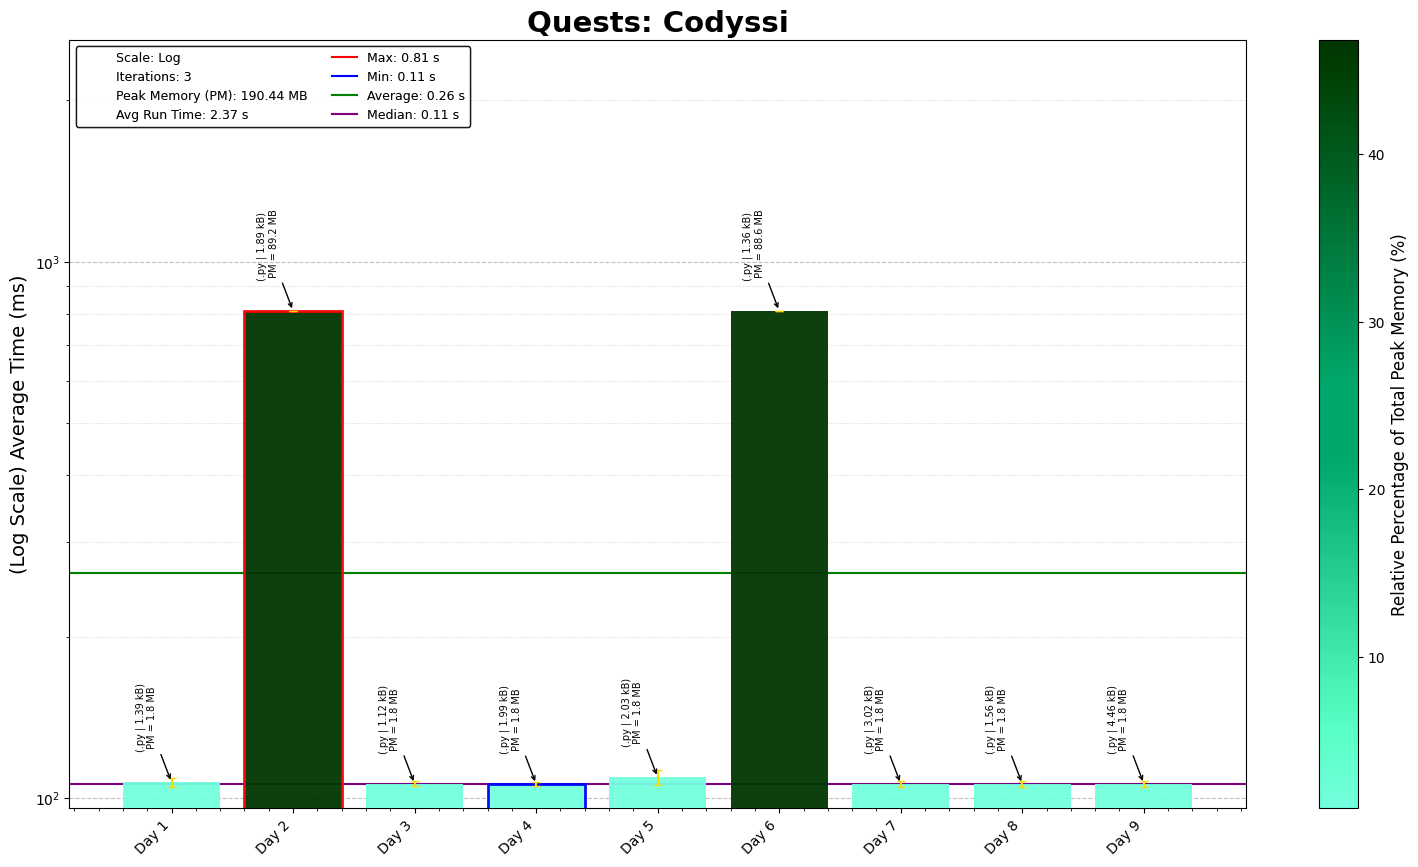 Quests: Codyssi
Scale: Log
Iterations: 3
Peak Memory (PM): 190.44 MB
Avg Run Time: 2.37 s
Max: 0.81 s
Min: 0.11 s
Average: 0.26 s
Median: 0.11 s
(Log Scale) Average Time (ms)
10³
10²
(.py | 1.39 kB)
PM = 1.8 MB
(.py | 1.89 kB)
PM = 89.2 MB
(.py | 1.12 kB)
PM = 1.8 MB
(.py | 1.99 kB)
PM = 1.8 MB
(.py | 2.03 kB)
PM = 1.8 MB
(.py | 1.36 kB)
PM = 88.6 MB
(.py | 3.02 kB)
PM = 1.8 MB
(.py | 1.56 kB)
PM = 1.8 MB
(.py | 4.46 kB)
PM = 1.8 MB
Day 1
Day 2
Day 3
Day 4
Day 5
Day 6
Day 7
Day 8
Day 9
40
30
20
10
Relative Percentage of Total Peak Memory (%)